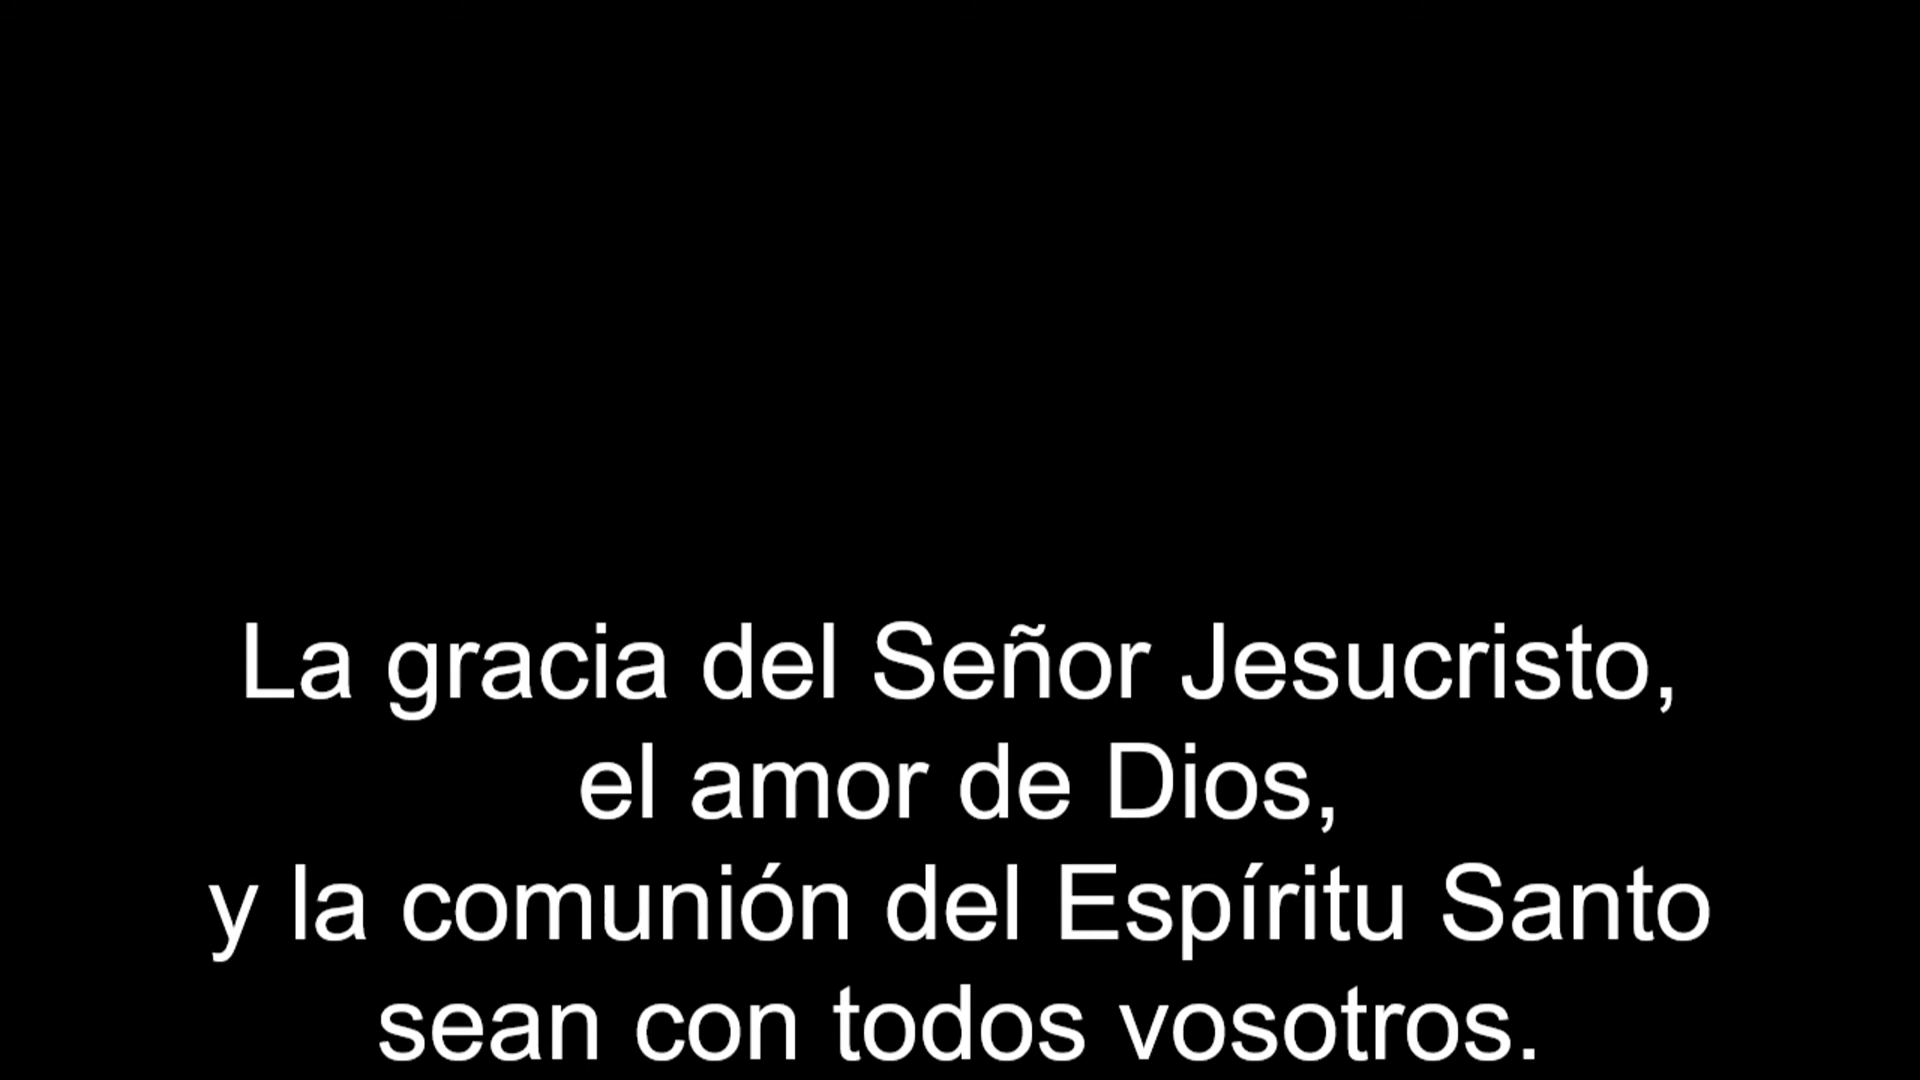 La gracia del Señor Jesucristo,
el amor de Dios,
y la comunión del Espíritu Santo
sean con todos vosotros.